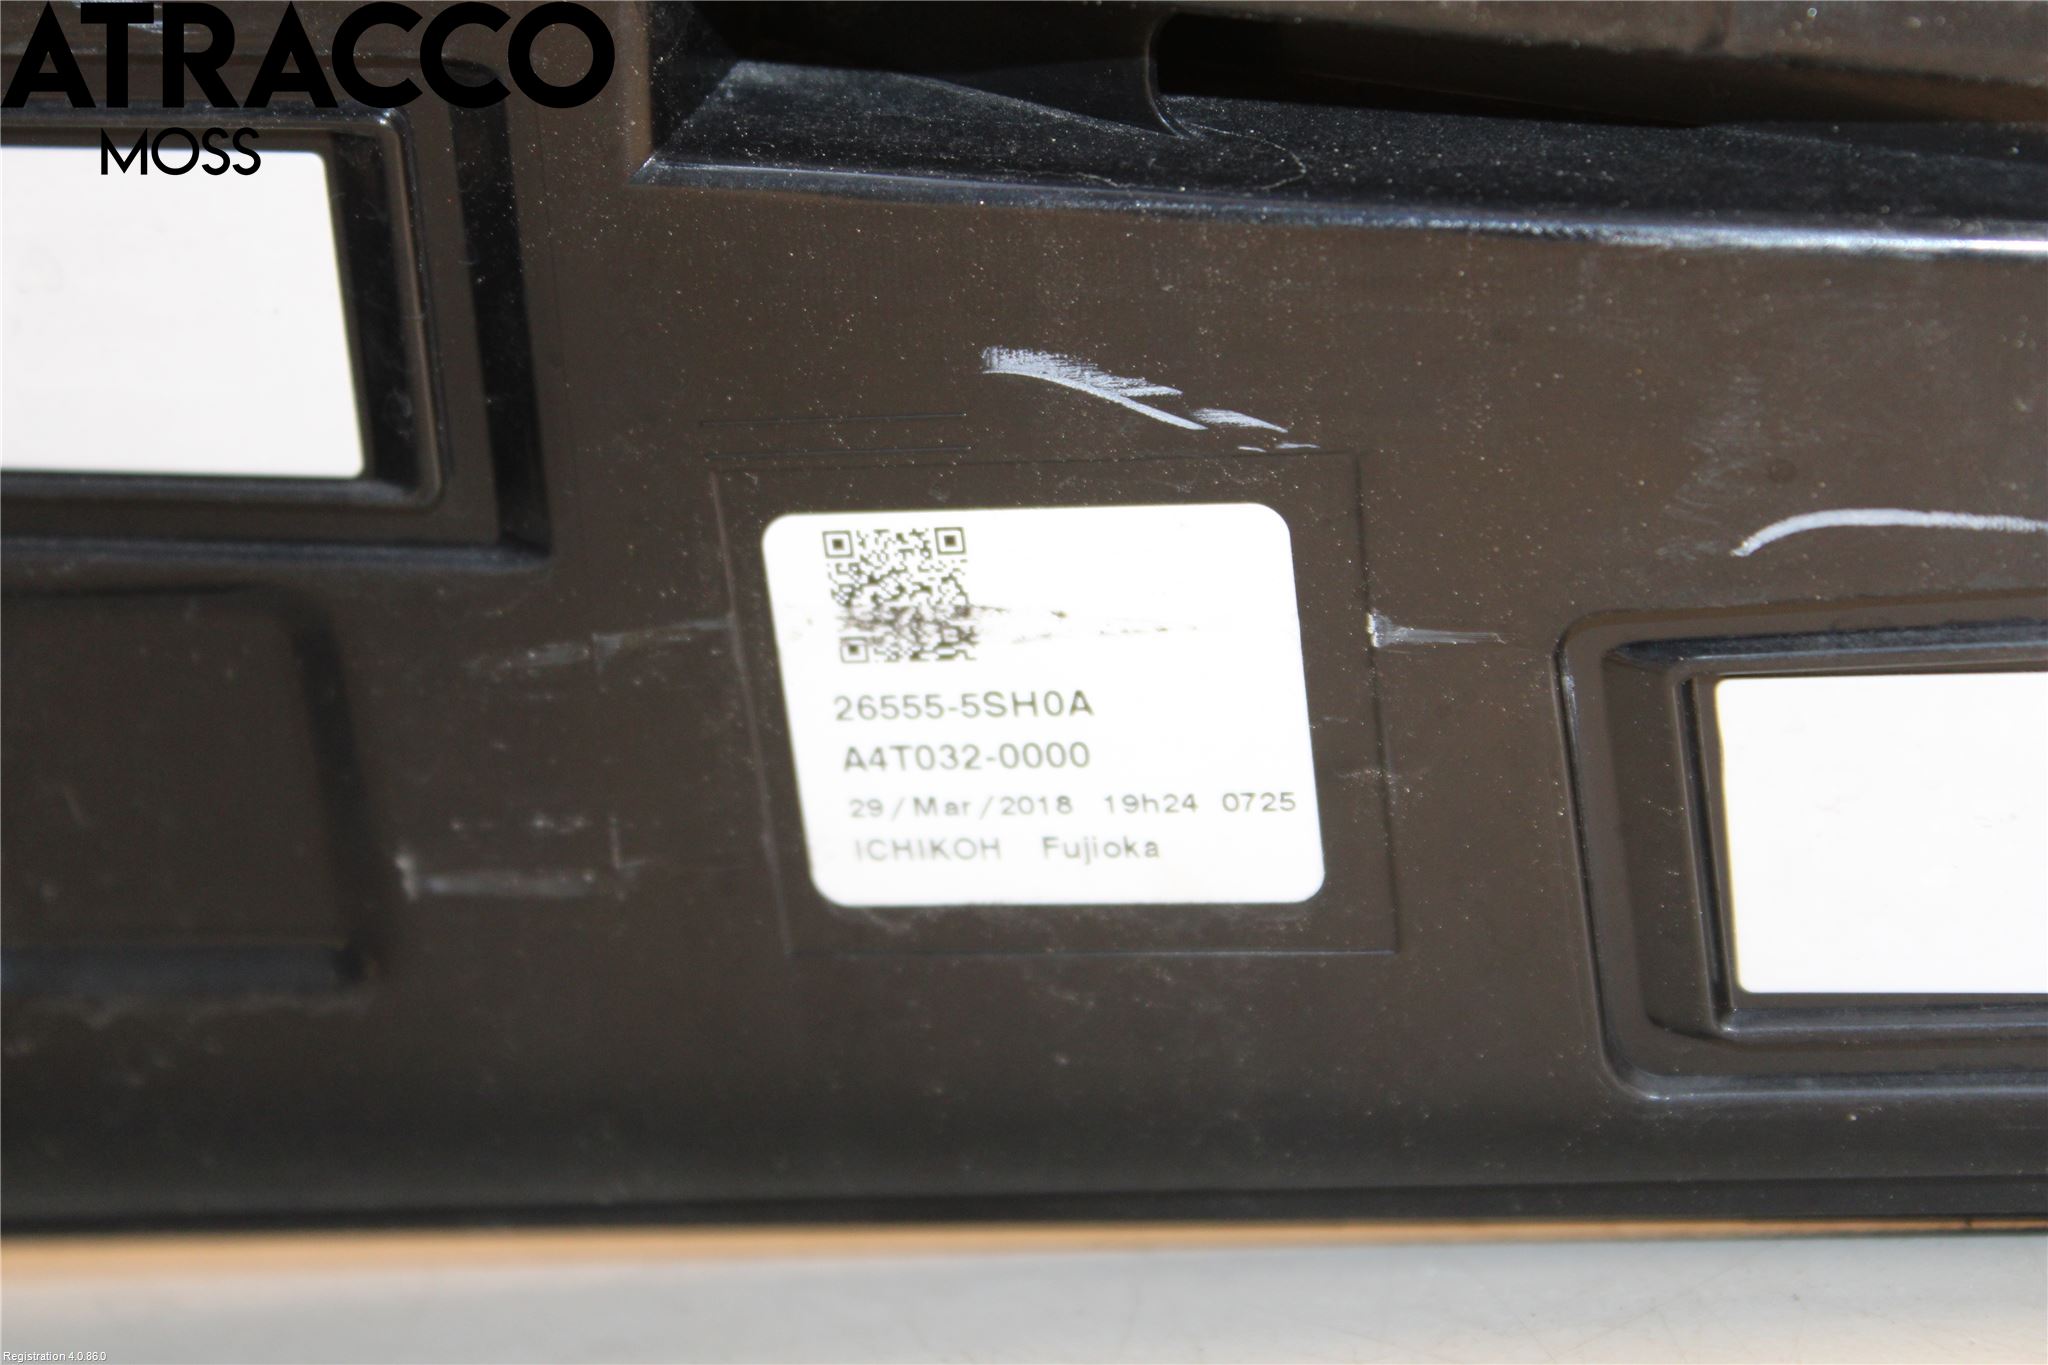 ATRACCO
MOSS
26555-5SH0A
A4T032-0000
29/Mar/2018 19h24 0725
ICHIKOH Fujioka
Registration 4.0.86.0